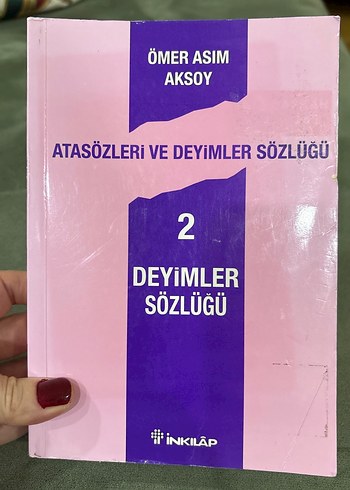 ÖMER ASIM
AKSOY
ATASÖZLERİ VE DEYİMLER SÖZLÜĞÜ
2
DEYİMLER
SÖZLÜĞÜ
İNKILÂP